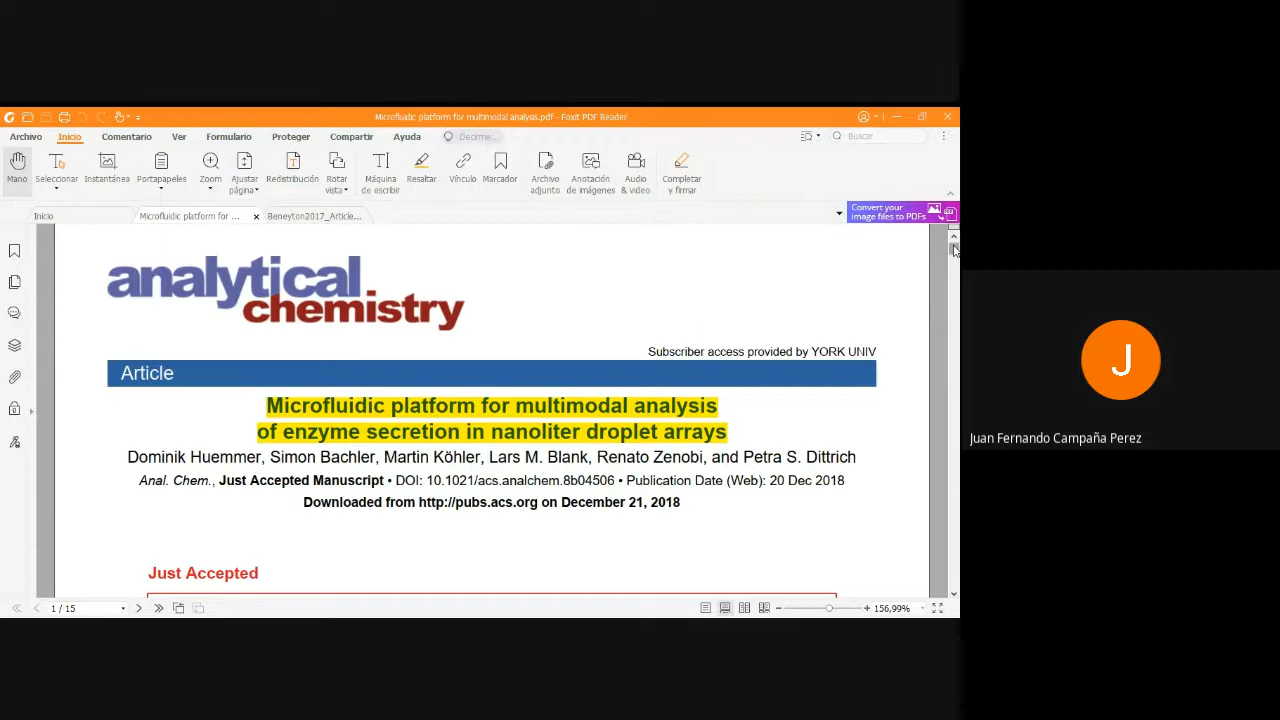 Microfluidic platform for multimodal analysis.pdf - Foxit PDF Reader
Archivo Inicio Comentario Ver Formulario Proteger Compartir Ayuda Decirme... Buscar
Mano Seleccionar Instantánea Portapapeles Zoom Ajustar página Redistribución Rotar vista Máquina de escribir Resaltar Vínculo Marcador Archivo adjunto Anotación de imágenes Audio & video Completar y firmar
Inicio Microfluidic platform for ... Beneyton2017_Article...
Convert your
image files to PDFs
analytical
chemistry
Subscriber access provided by YORK UNIV
Article
Microfluidic platform for multimodal analysis
of enzyme secretion in nanoliter droplet arrays
Dominik Huemmer, Simon Bachler, Martin Köhler, Lars M. Blank, Renato Zenobi, and Petra S. Dittrich
Anal. Chem., Just Accepted Manuscript • DOI: 10.1021/acs.analchem.8b04506 • Publication Date (Web): 20 Dec 2018
Downloaded from http://pubs.acs.org on December 21, 2018
Just Accepted
1 / 15
156,99%
J
Juan Fernando Campaña Perez